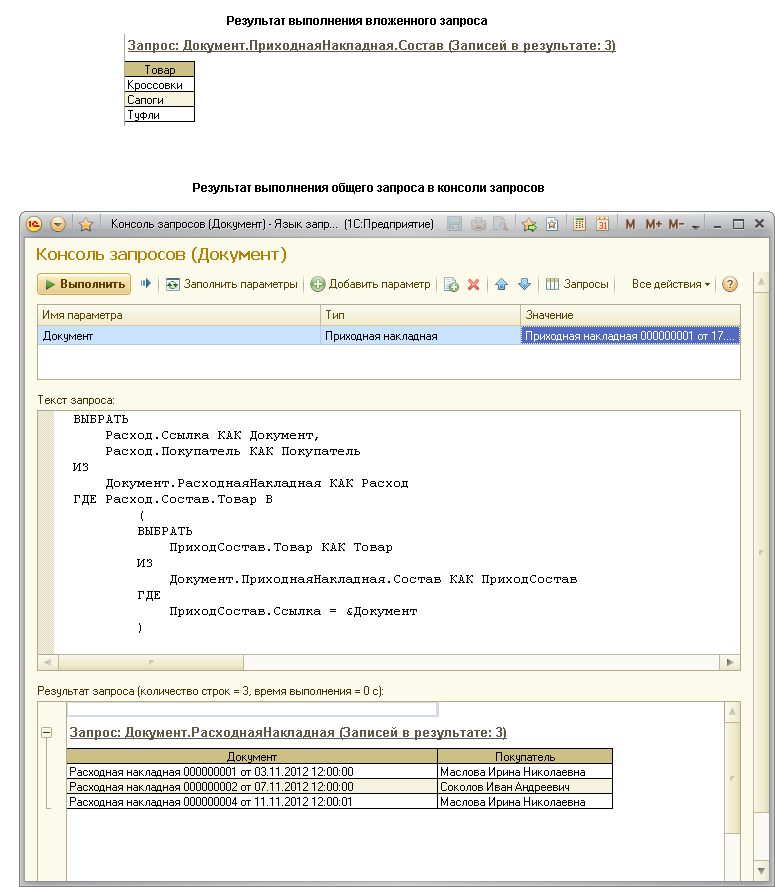 Результат выполнения вложенного запроса
Запрос: Документ.ПриходнаяНакладная.Состав (Записей в результате: 3)
Товар
Кроссовки
Сапоги
Туфли
Результат выполнения общего запроса в консоли запросов
1С Консоль запросов (Документ) - Язык запр... (1С:Предприятие) 31 M M+ M-
Консоль запросов (Документ)
Выполнить Заполнить параметры Добавить параметр Запросы Все действия ?
Имя параметра Тип Значение
Документ Приходная накладная Приходная накладная 000000001 от 17....
Текст запроса:
ВЫБРАТЬ
Расход.Ссылка КАК Документ,
Расход.Покупатель КАК Покупатель
ИЗ
Документ.РасходнаяНакладная КАК Расход
ГДЕ Расход.Состав.Товар В
(
ВЫБРАТЬ
ПриходСостав.Товар КАК Товар
ИЗ
Документ.ПриходнаяНакладная.Состав КАК ПриходСостав
ГДЕ
ПриходСостав.Ссылка = &Документ
)
Результат запроса (количество строк = 3, время выполнения = 0 с):
Запрос: Документ.РасходнаяНакладная (Записей в результате: 3)
Документ Покупатель
Расходная накладная 000000001 от 03.11.2012 12:00:00 Маслова Ирина Николаевна
Расходная накладная 000000002 от 07.11.2012 12:00:00 Соколов Иван Андреевич
Расходная накладная 000000004 от 11.11.2012 12:00:01 Маслова Ирина Николаевна